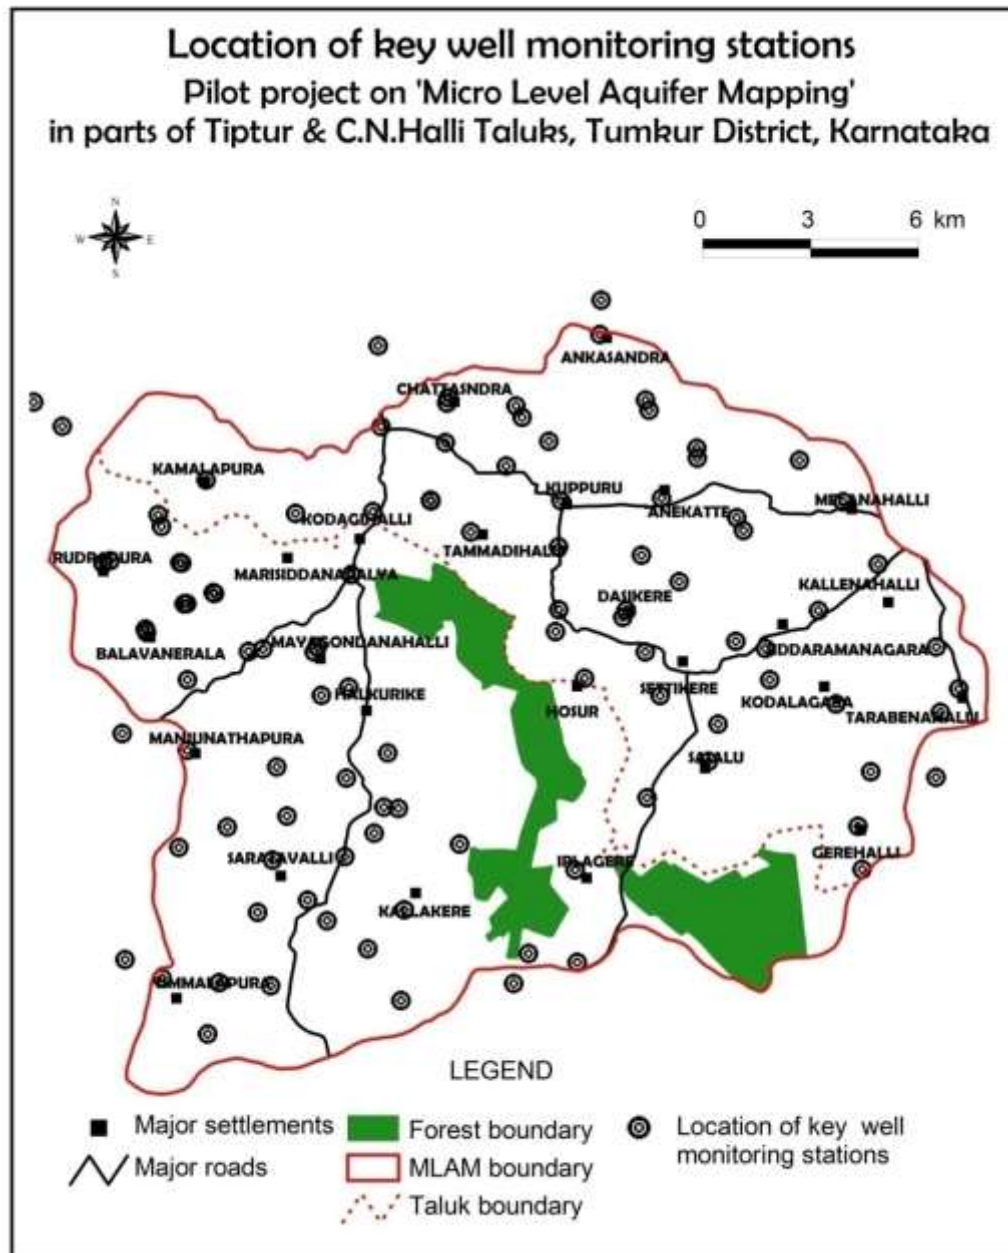 Location of key well monitoring stations
Pilot project on 'Micro Level Aquifer Mapping'
in parts of Tiptur & C.N.Halli Taluks, Tumkur District, Karnataka
N
W E
S
0 3 6 km
ANKASANDRA
CHATTASNDRA
KAMALAPURA
KUPPURU
MELANAHALLI
ANEKATTE
KODAGIHALLI
TAMMADIHALLI
RUDRAPURA
MARISIDDANAPALYA
KALLENAHALLI
DASIKERE
MAYAGONDANAHALLI
BALAVANERALA
SIDDARAMANAGARA
HALKURIKE
SETTIKERE
KODALAGARA
HOSUR
TARABENAHALLI
MANJUNATHAPURA
SATALU
GEREHALLI
SARATAVALLI
IRLAGERE
KALLAKERE
LEGEND
Major settlements
Forest boundary
Location of key well
monitoring stations
Major roads
MLAM boundary
Taluk boundary